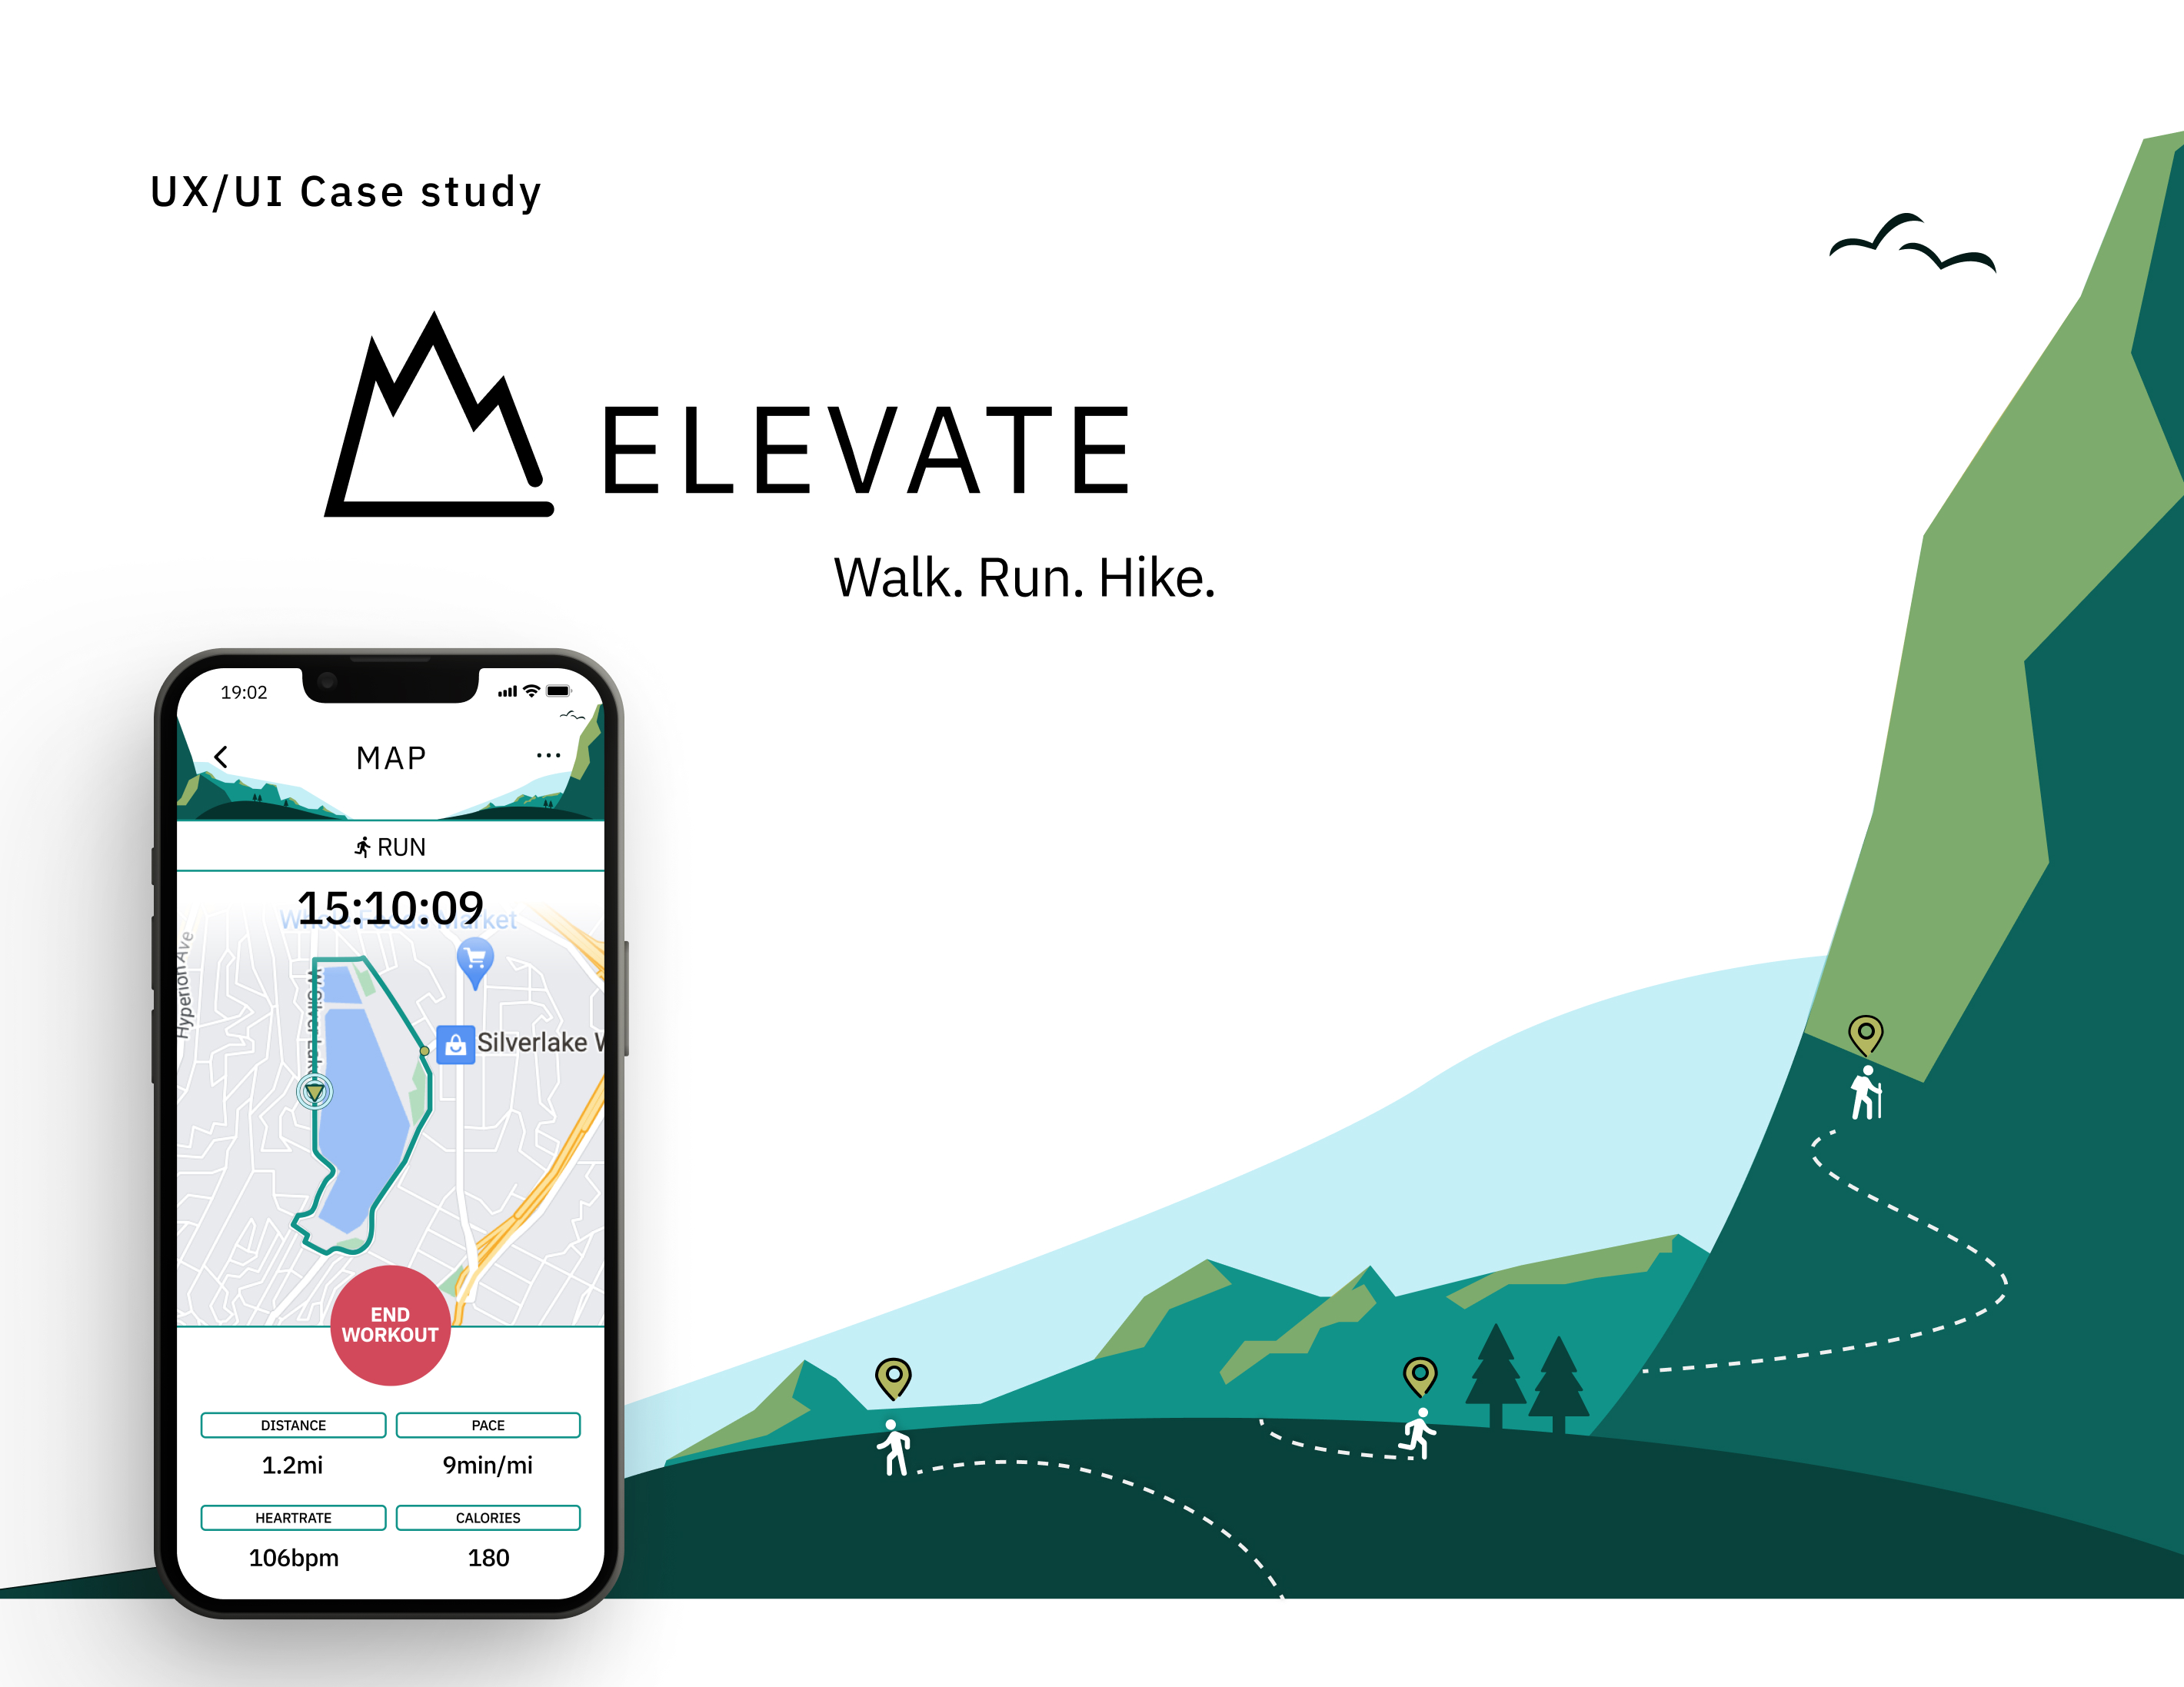 UX/UI Case study
ELEVATE
Walk. Run. Hike.
19:02
MAP
RUN
15:10:09
Whole Foods Market
Hyperion Ave
W Silver Lake
Silverlake W
END
WORKOUT
DISTANCE
PACE
1.2mi
9min/mi
HEARTRATE
CALORIES
106bpm
180